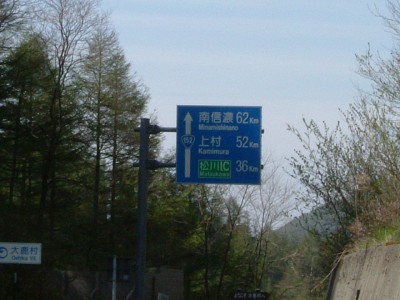 南信濃 62Km
Minamishinano
152
上村 52Km
Kamimura
松川IC 36Km
Matsukawa
大鹿村